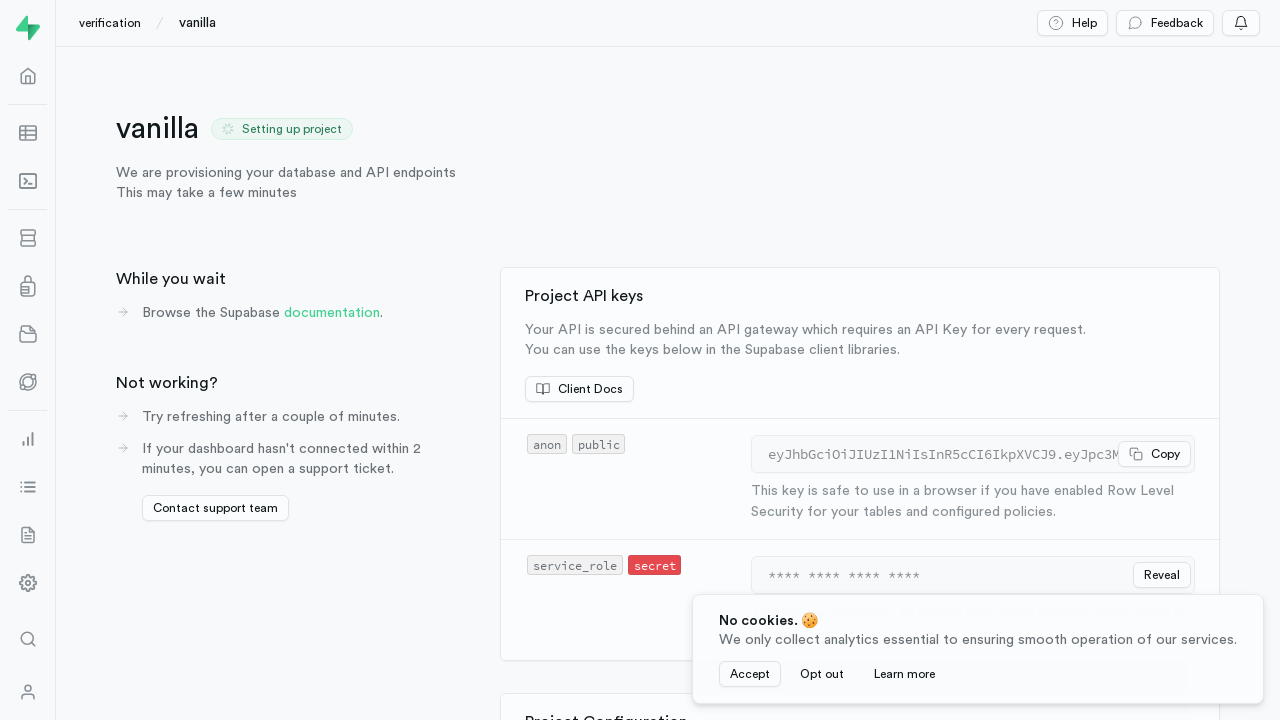 verification / vanilla
Help
Feedback
vanilla
Setting up project
We are provisioning your database and API endpoints
This may take a few minutes
While you wait
Browse the Supabase documentation.
Not working?
Try refreshing after a couple of minutes.
If your dashboard hasn't connected within 2
minutes, you can open a support ticket.
Contact support team
Project API keys
Your API is secured behind an API gateway which requires an API Key for every request.
You can use the keys below in the Supabase client libraries.
Client Docs
anon public
eyJhbGciOiJIUzI1NiIsInR5cCI6IkpXVCJ9.eyJpc3M
Copy
This key is safe to use in a browser if you have enabled Row Level
Security for your tables and configured policies.
service_role secret
**** **** **** ****
Reveal
No cookies. 🍪
We only collect analytics essential to ensuring smooth operation of our services.
Accept
Opt out
Learn more
Project Configuration